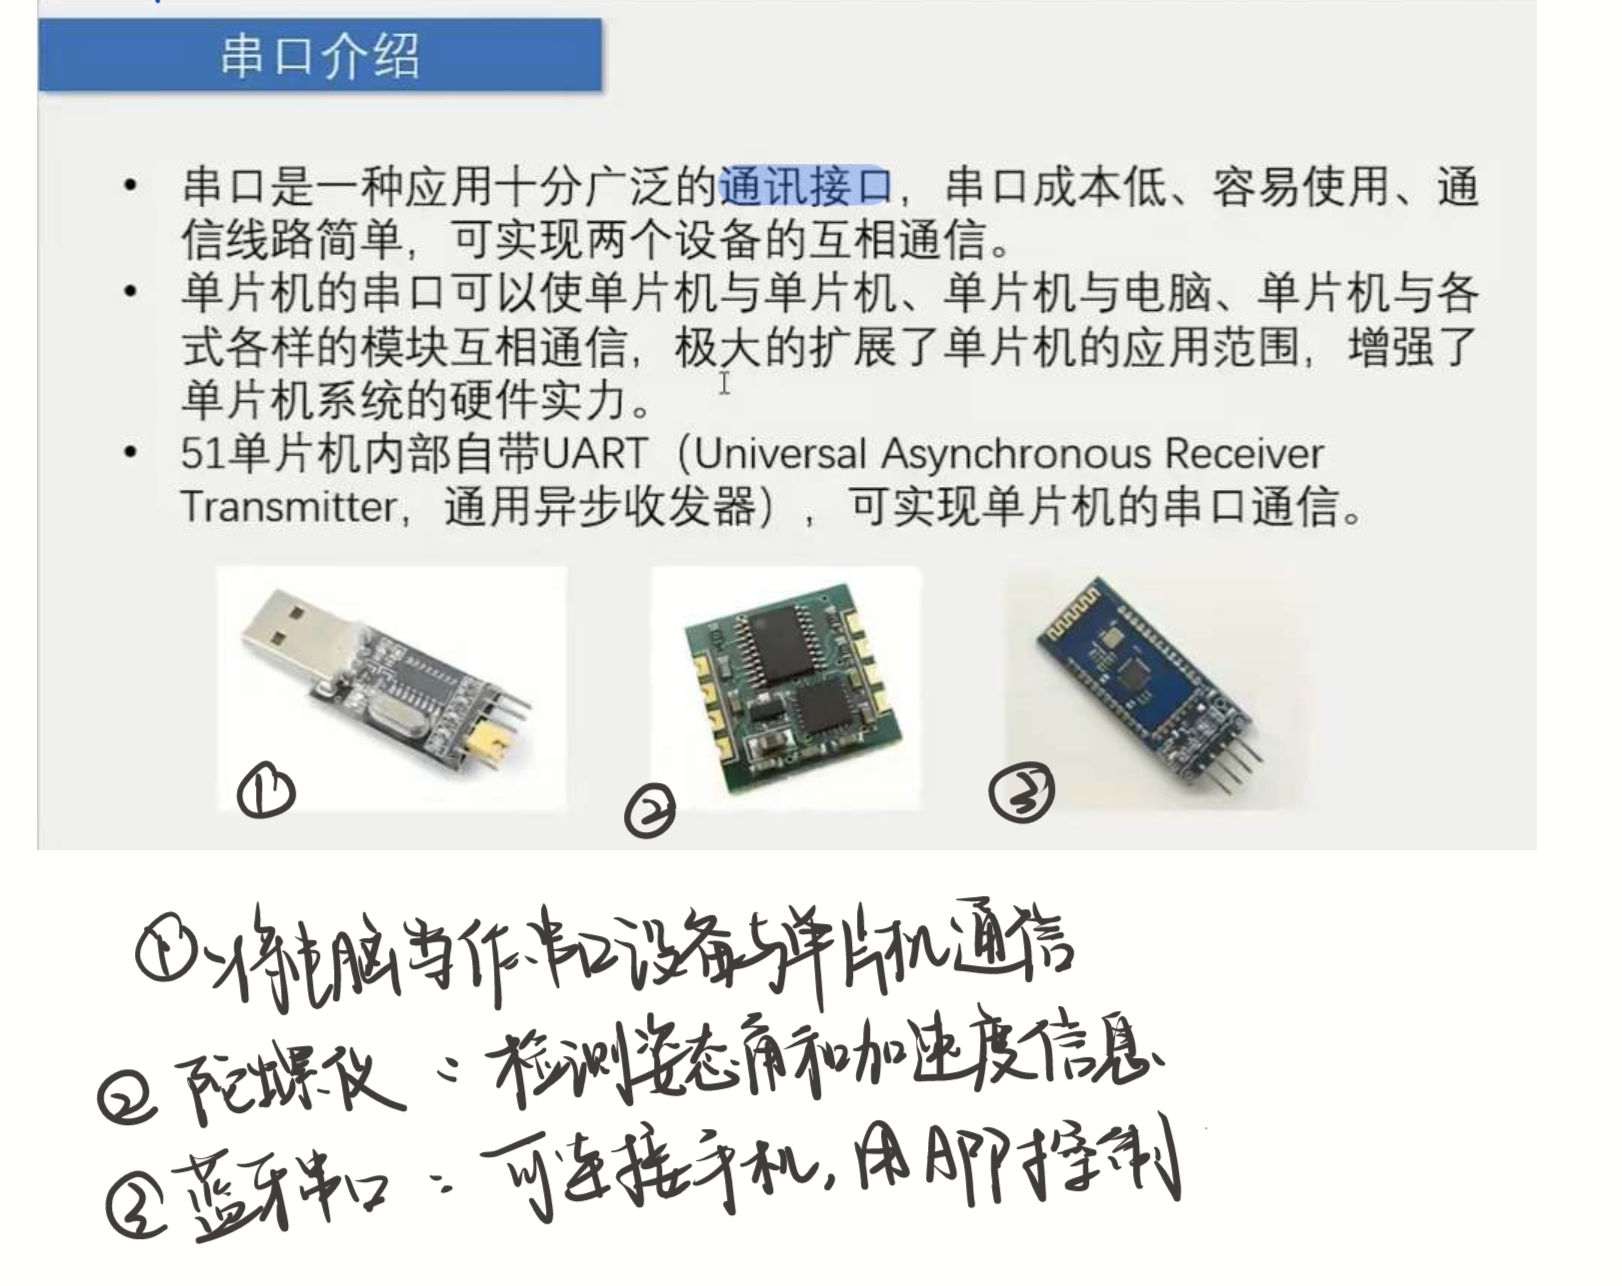 串口介绍
• 串口是一种应用十分广泛的通讯接口，串口成本低、容易使用、通
信线路简单，可实现两个设备的互相通信。
• 单片机的串口可以使单片机与单片机、单片机与电脑、单片机与各
式各样的模块互相通信，极大的扩展了单片机的应用范围，增强了
单片机系统的硬件实力。
• 51单片机内部自带UART（Universal Asynchronous Receiver
Transmitter，通用异步收发器），可实现单片机的串口通信。
① ② ③
①将电脑当作串口设备与单片机通信
② 陀螺仪：检测姿态角和加速度信息
③ 蓝牙串口：可连接手机，用APP控制